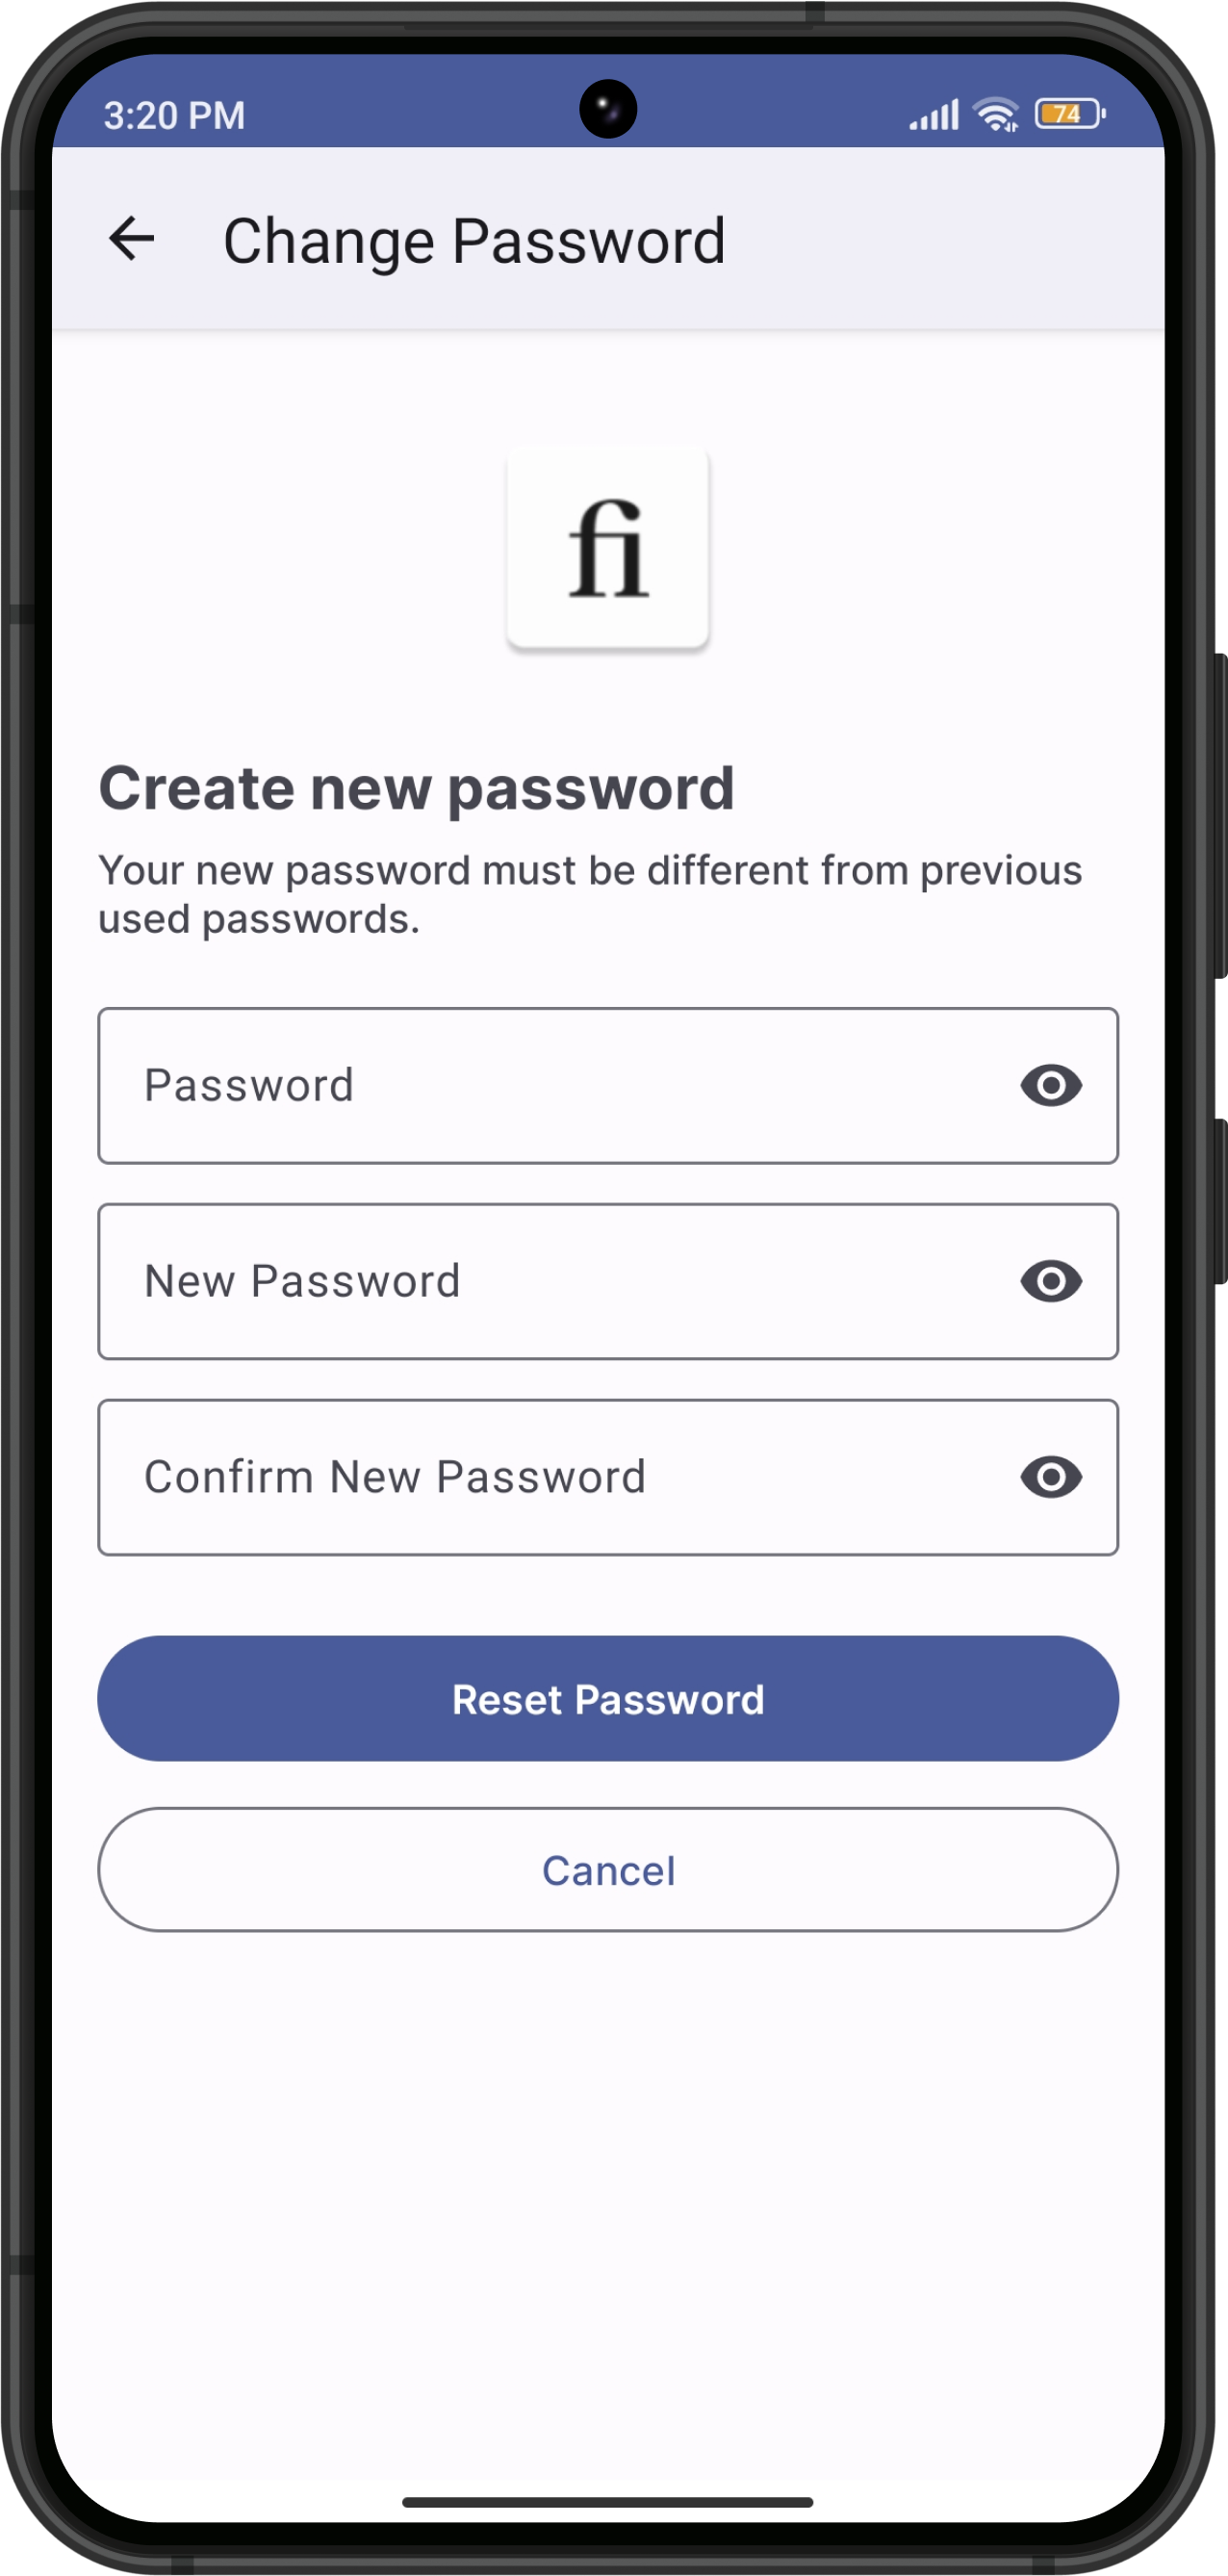 3:20 PM
74
Change Password
fi
Create new password
Your new password must be different from previous
used passwords.
Password
New Password
Confirm New Password
Reset Password
Cancel